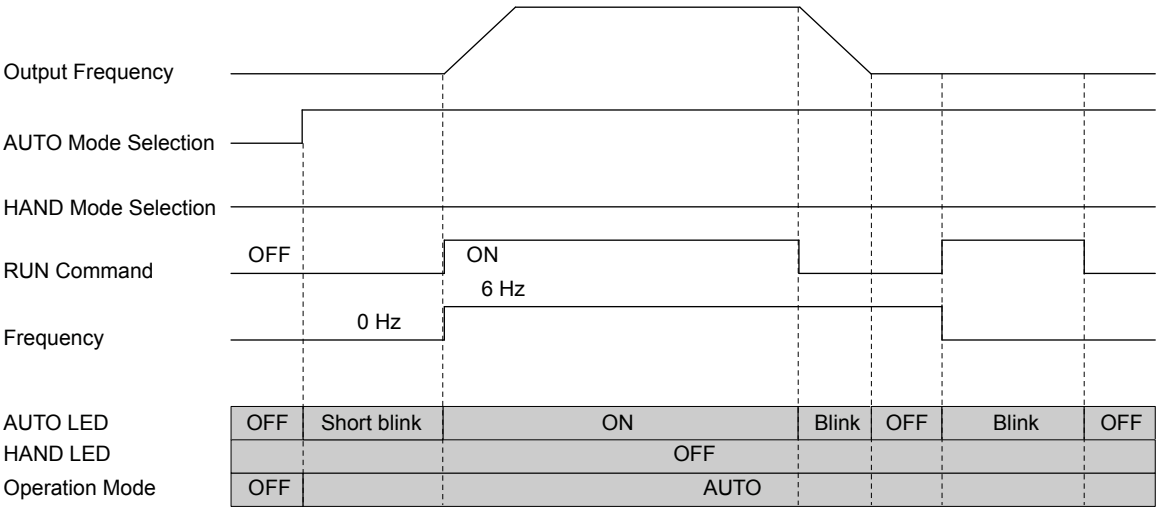 Output Frequency
AUTO Mode Selection
HAND Mode Selection
OFF ON
RUN Command
6 Hz
0 Hz
Frequency
AUTO LED OFF Short blink ON Blink OFF Blink OFF
HAND LED OFF
Operation Mode OFF AUTO